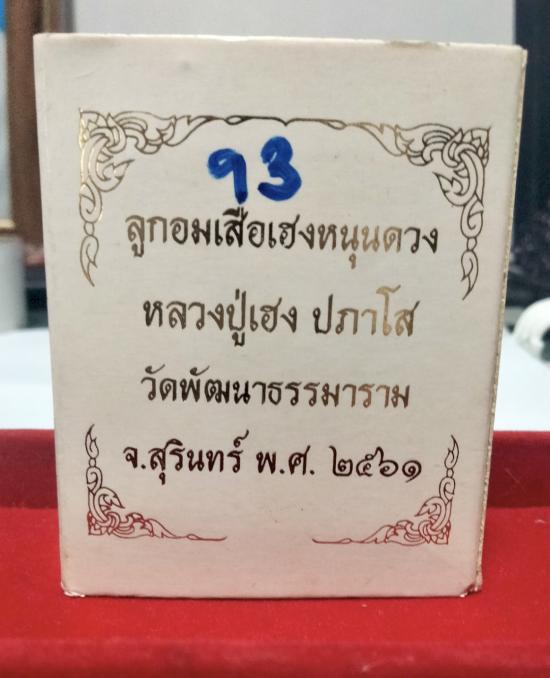 93
ลูกอมเสือเฮงหนุนดวง
หลวงปู่เฮง ปภาโส
วัดพัฒนาธรรมาราม
จ.สุรินทร์ พ.ศ. ๒๕๖๑